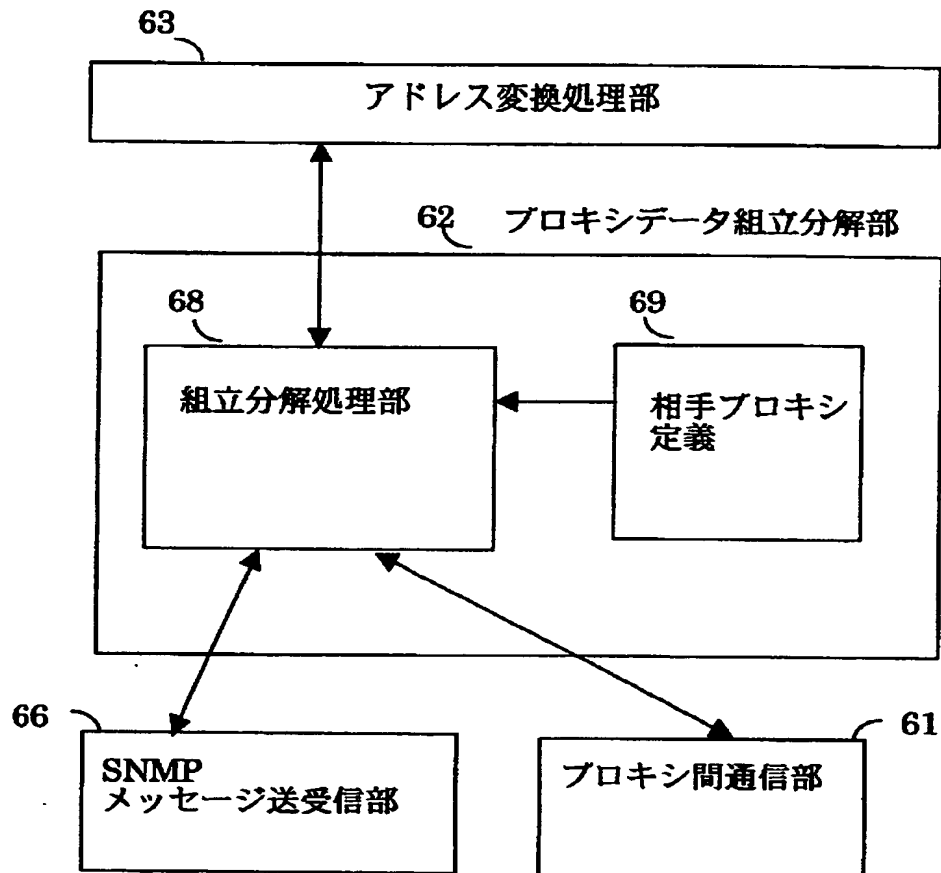 63
アドレス変換処理部
62 プロキシデータ組立分解部
68
69
組立分解処理部
相手プロキシ
定義
66
61
SNMP
メッセージ送受信部
プロキシ間通信部